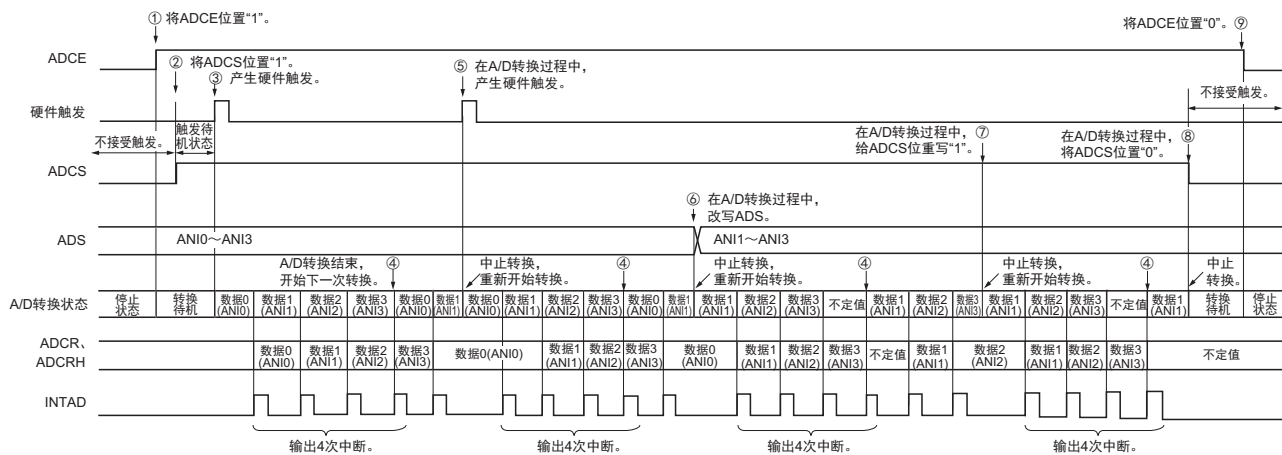 ① 将ADCE位置“1”。
将ADCE位置“0”。 ⑨
ADCE
② 将ADCS位置“1”。
③ 产生硬件触发。
⑤ 在A/D转换过程中，
产生硬件触发。
硬件触发
不接受触发。
触发待
机状态
不接受触发。
在A/D转换过程中， ⑦
给ADCS位重写“1”。
在A/D转换过程中， ⑧
将ADCS位置“0”。
ADCS
⑥ 在A/D转换过程中，
改写ADS。
ADS
ANI0～ANI3
ANI1～ANI3
A/D转换结束， ④
开始下一次转换。
中止转换，
重新开始转换。
④
中止转换，
重新开始转换。
④
中止转换，
重新开始转换。
④
中止
转换。
A/D转换状态
停止
状态
转换
待机
数据0
(ANI0)
数据1
(ANI1)
数据2
(ANI2)
数据3
(ANI3)
数据0
(ANI0)
数据1
(ANI1)
数据0
(ANI0)
数据1
(ANI1)
数据2
(ANI2)
数据3
(ANI3)
数据0
(ANI0)
数据1
(ANI1)
数据1
(ANI1)
数据2
(ANI2)
数据3
(ANI3)
不定值
数据1
(ANI1)
数据2
(ANI2)
数据3
(ANI3)
数据1
(ANI1)
数据2
(ANI2)
数据3
(ANI3)
不定值
数据1
(ANI1)
转换
待机
停止
状态
ADCR、
ADCRH
数据0
(ANI0)
数据1
(ANI1)
数据2
(ANI2)
数据3
(ANI3)
数据0(ANI0)
数据1
(ANI1)
数据2
(ANI2)
数据3
(ANI3)
数据0
(ANI0)
数据1
(ANI1)
数据2
(ANI2)
数据3
(ANI3)
不定值
数据1
(ANI1)
数据2
(ANI2)
数据1
(ANI1)
数据2
(ANI2)
数据3
(ANI3)
不定值
INTAD
输出4次中断。
输出4次中断。
输出4次中断。
输出4次中断。